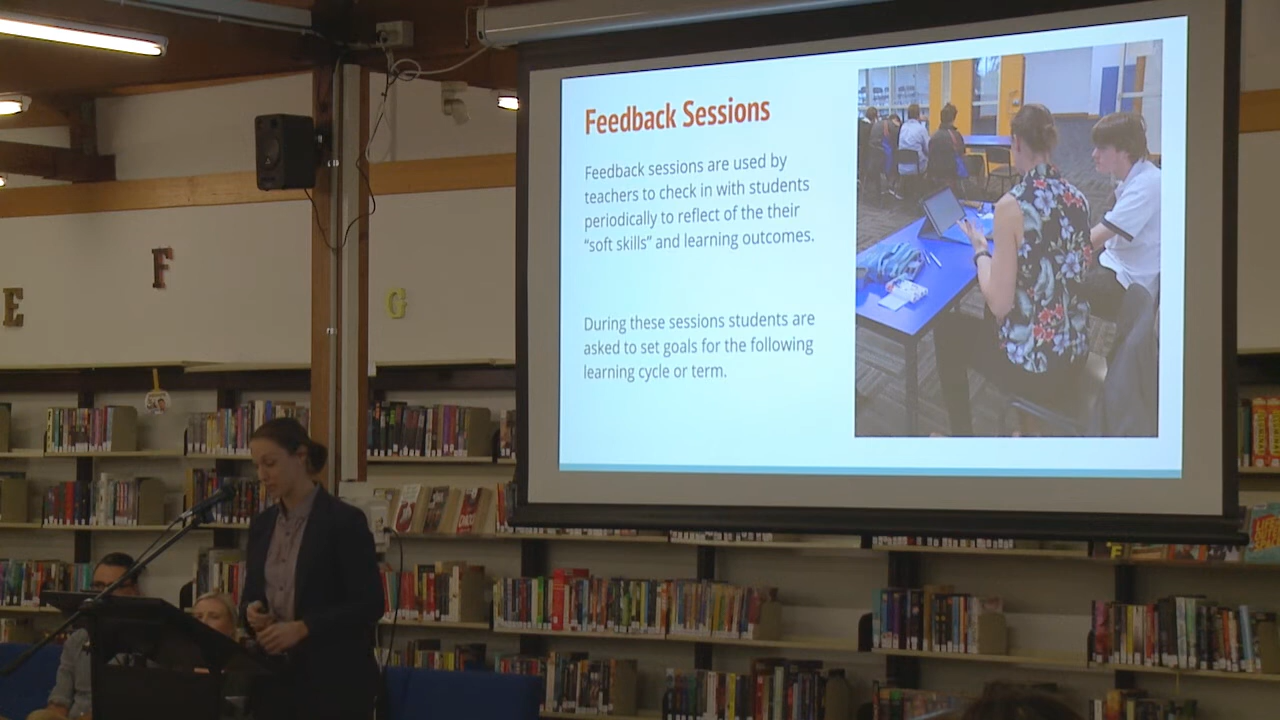 Feedback Sessions
Feedback sessions are used by
teachers to check in with students
periodically to reflect of the their
“soft skills” and learning outcomes.
During these sessions students are
asked to set goals for the following
learning cycle or term.
E
F
G